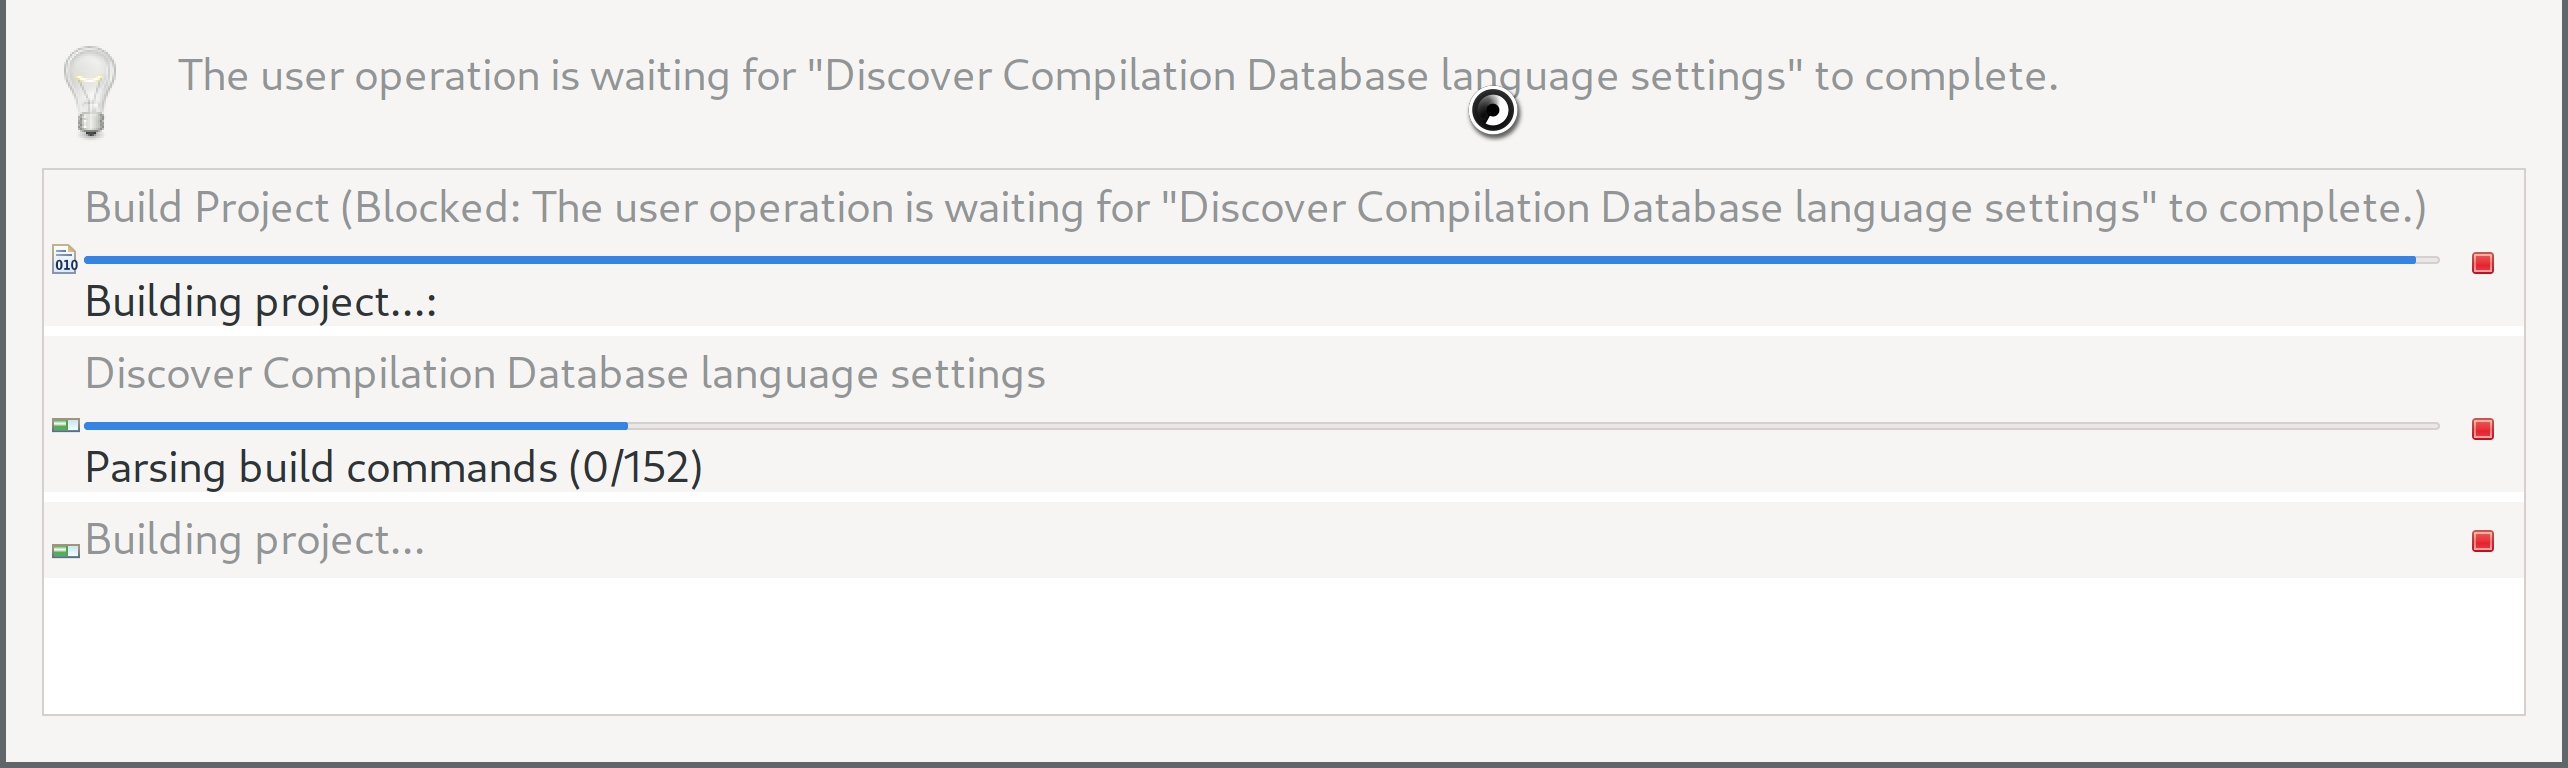 The user operation is waiting for "Discover Compilation Database language settings" to complete.
Build Project (Blocked: The user operation is waiting for "Discover Compilation Database language settings" to complete.)
010
Building project...:
Discover Compilation Database language settings
Parsing build commands (0/152)
Building project...